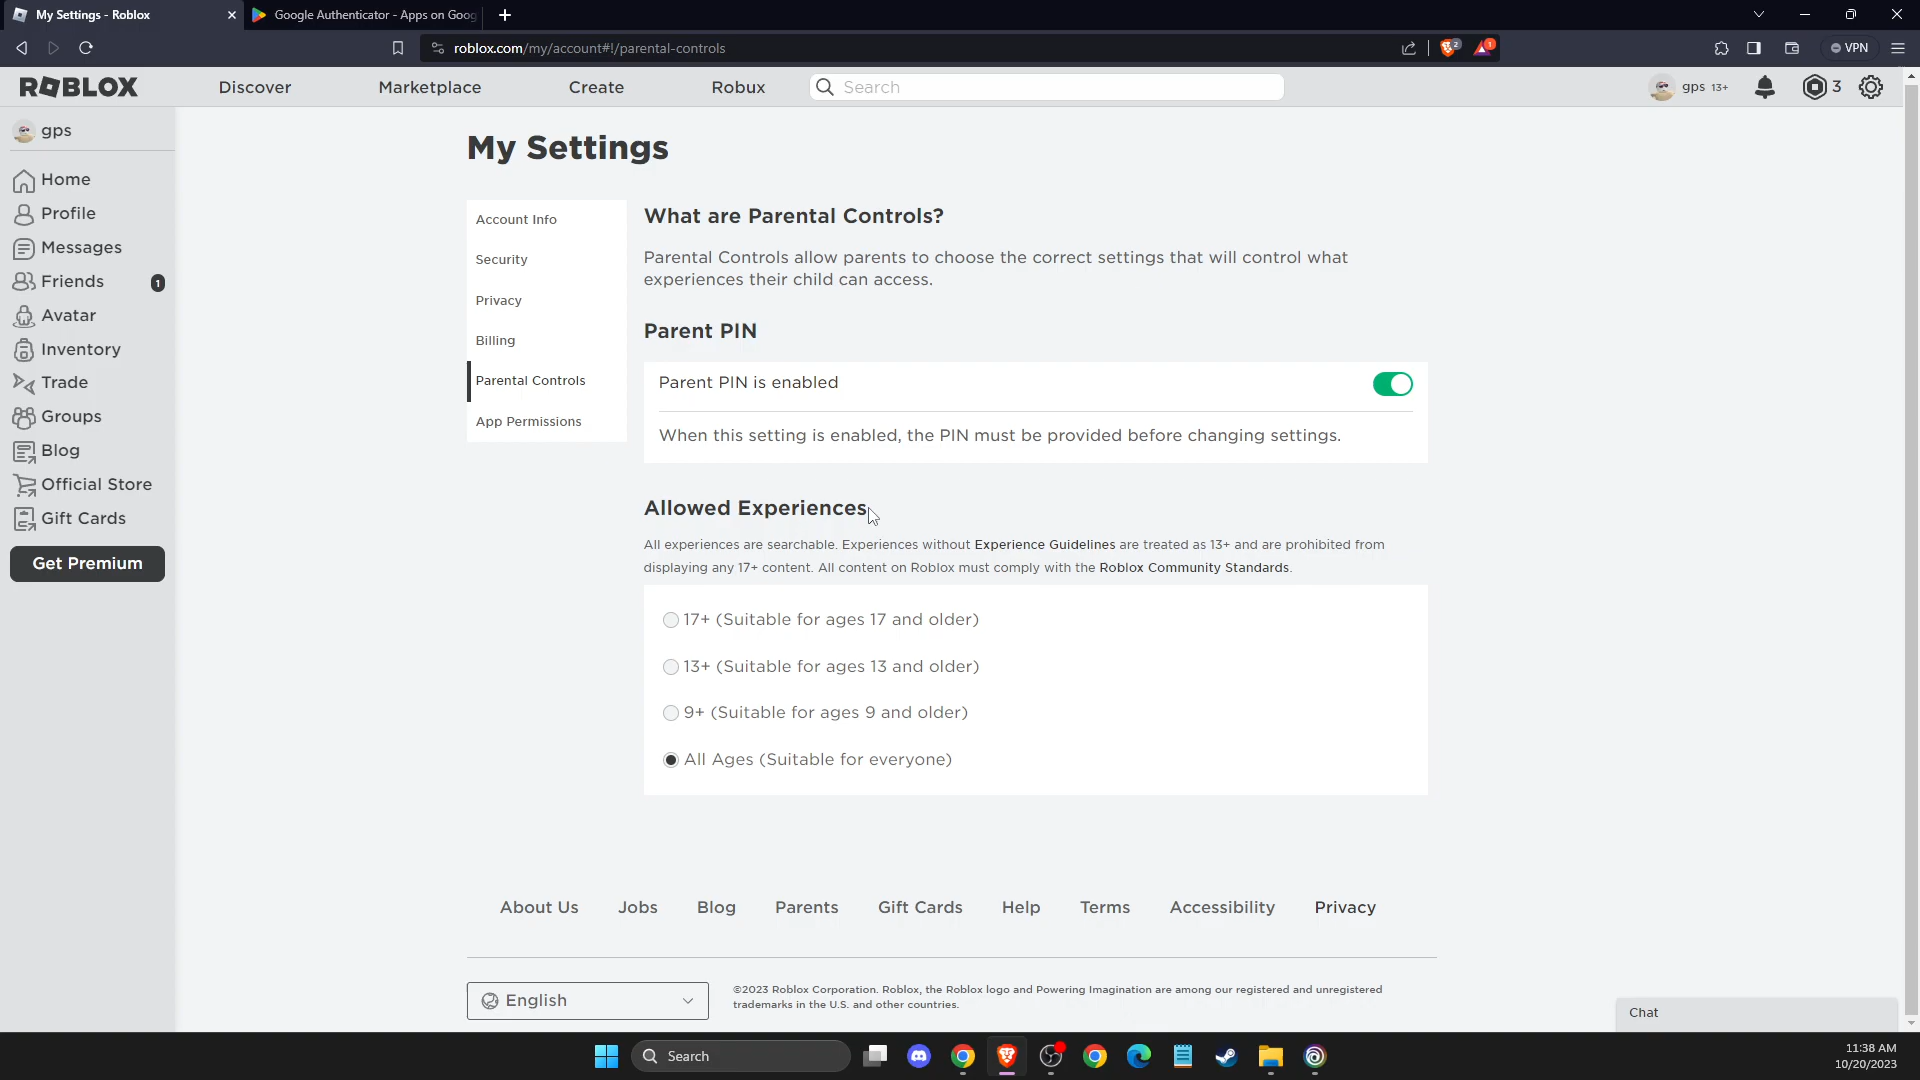 My Settings - Roblox
Google Authenticator - Apps on Goog
roblox.com/my/account#!/parental-controls
2
1
VPN
ROBLOX
Discover
Marketplace
Create
Robux
Search
gps 13+
3
gps
Home
Profile
Messages
Friends
1
Avatar
Inventory
Trade
Groups
Blog
Official Store
Gift Cards
Get Premium
My Settings
Account Info
Security
Privacy
Billing
Parental Controls
App Permissions
What are Parental Controls?
Parental Controls allow parents to choose the correct settings that will control what
experiences their child can access.
Parent PIN
Parent PIN is enabled
When this setting is enabled, the PIN must be provided before changing settings.
Allowed Experiences
All experiences are searchable. Experiences without Experience Guidelines are treated as 13+ and are prohibited from
displaying any 17+ content. All content on Roblox must comply with the Roblox Community Standards.
17+ (Suitable for ages 17 and older)
13+ (Suitable for ages 13 and older)
9+ (Suitable for ages 9 and older)
All Ages (Suitable for everyone)
About Us
Jobs
Blog
Parents
Gift Cards
Help
Terms
Accessibility
Privacy
English
©2023 Roblox Corporation. Roblox, the Roblox logo and Powering Imagination are among our registered and unregistered
trademarks in the U.S. and other countries.
Chat
Search
11:38 AM
10/20/2023